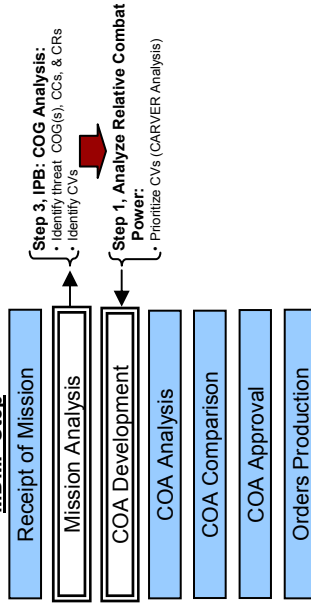 Receipt of Mission
Mission Analysis
COA Development
COA Analysis
COA Comparison
COA Approval
Orders Production
Step 3, IPB: COG Analysis:
• Identify threat COG(s), CCs, & CRs
• Identify CVs
Step 1, Analyze Relative Combat
Power:
• Prioritize CVs (CARVER Analysis)